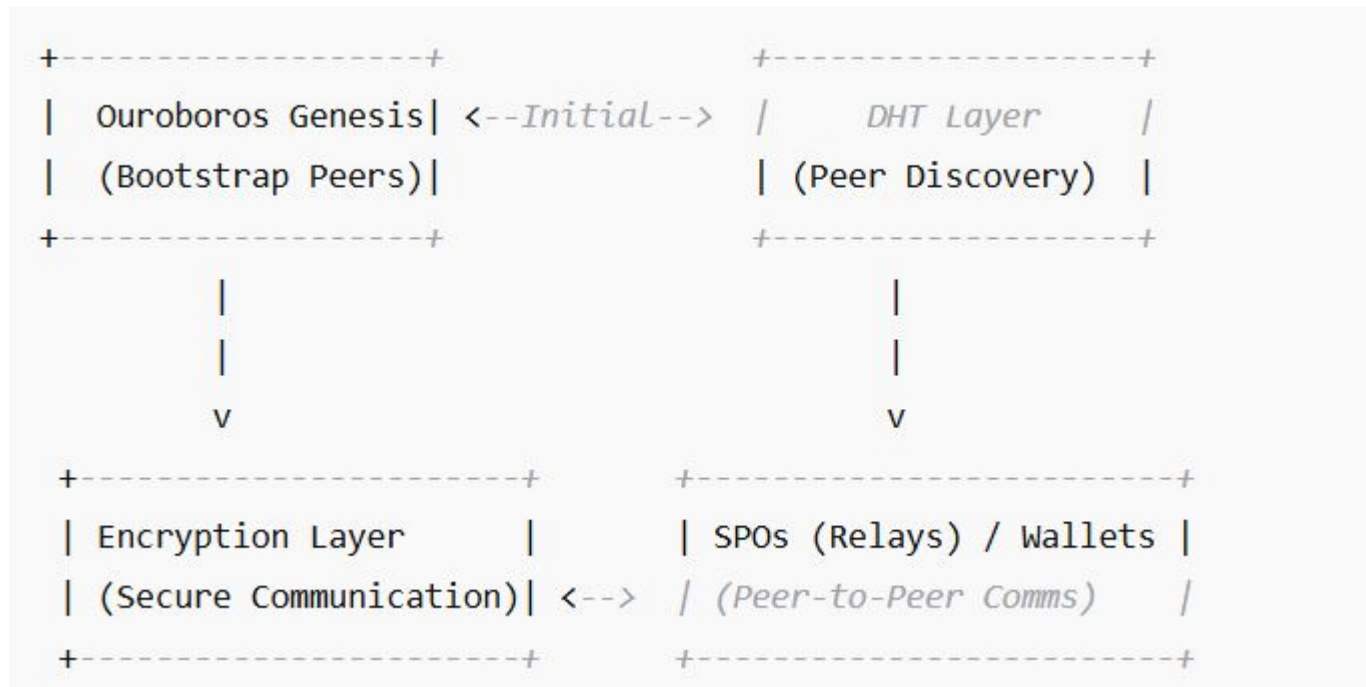 +-------------------+                +-------------------+
|  Ouroboros Genesis| <--Initial-->  |     DHT Layer     |
|  (Bootstrap Peers)|                | (Peer Discovery)  |
+-------------------+                +-------------------+
         |                                  |
         |                                  |
         v                                  v
 +-----------------------+       +-------------------------+
 | Encryption Layer      |       | SPOs (Relays) / Wallets |
 | (Secure Communication)| <-->  | (Peer-to-Peer Comms)    |
 +-----------------------+       +-------------------------+